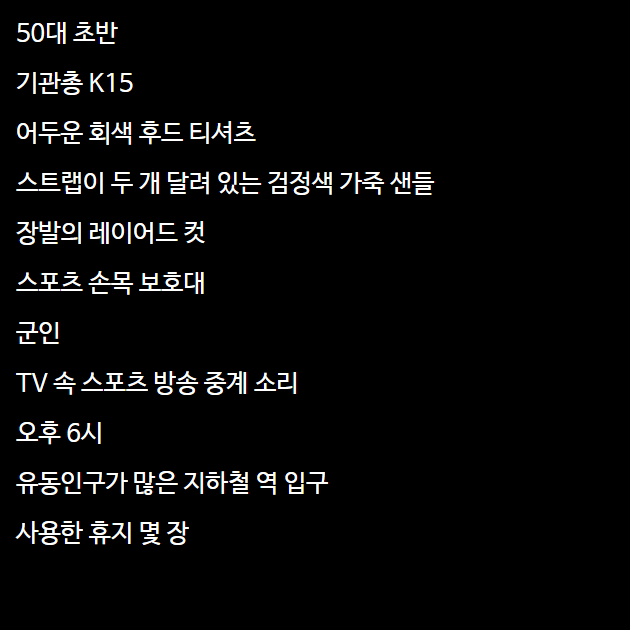 50대 초반
기관총 K15
어두운 회색 후드 티셔츠
스트랩이 두 개 달려 있는 검정색 가죽 샌들
장발의 레이어드 컷
스포츠 손목 보호대
군인
TV 속 스포츠 방송 중계 소리
오후 6시
유동인구가 많은 지하철 역 입구
사용한 휴지 몇 장